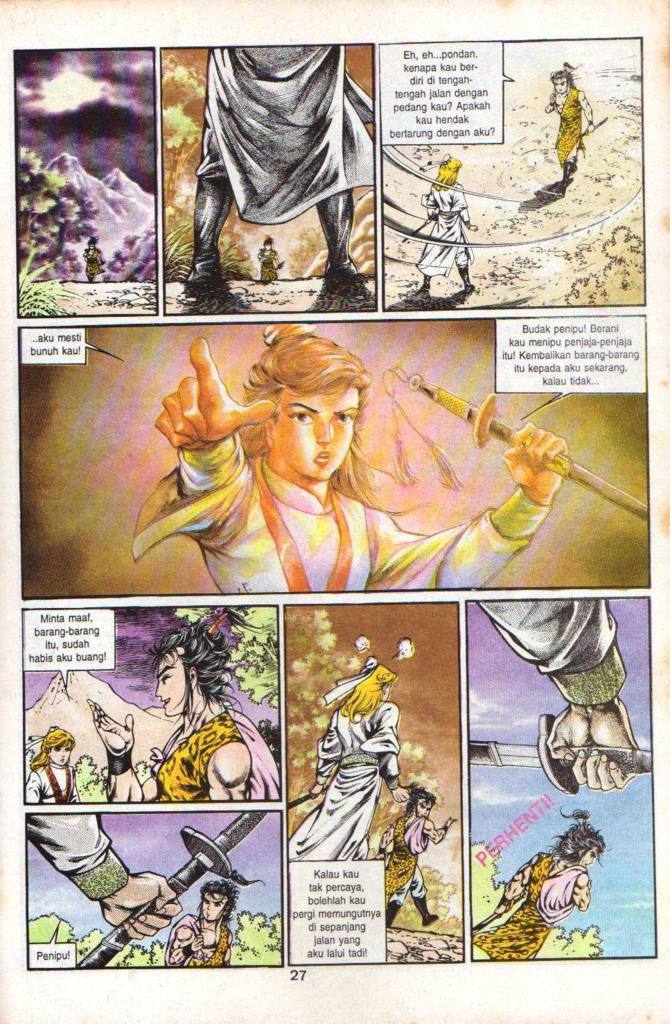 Eh, eh...pondan,
kenapa kau ber-
diri di tengah-
tengah jalan dengan
pedang kau? Apakah
kau hendak
bertarung dengan aku?
..aku mesti
bunuh kau!
Budak penipu! Berani
kau menipu penjaja-penjaja
itu! Kembalikan barang-barang
itu kepada aku sekarang,
kalau tidak...
Minta maaf,
barang-barang
itu, sudah
habis aku buang!
Kalau kau
tak percaya,
bolehlah kau
pergi memungutnya
di sepanjang
jalan yang
aku lalui tadi!
PERHENTI!
Penipu!
27